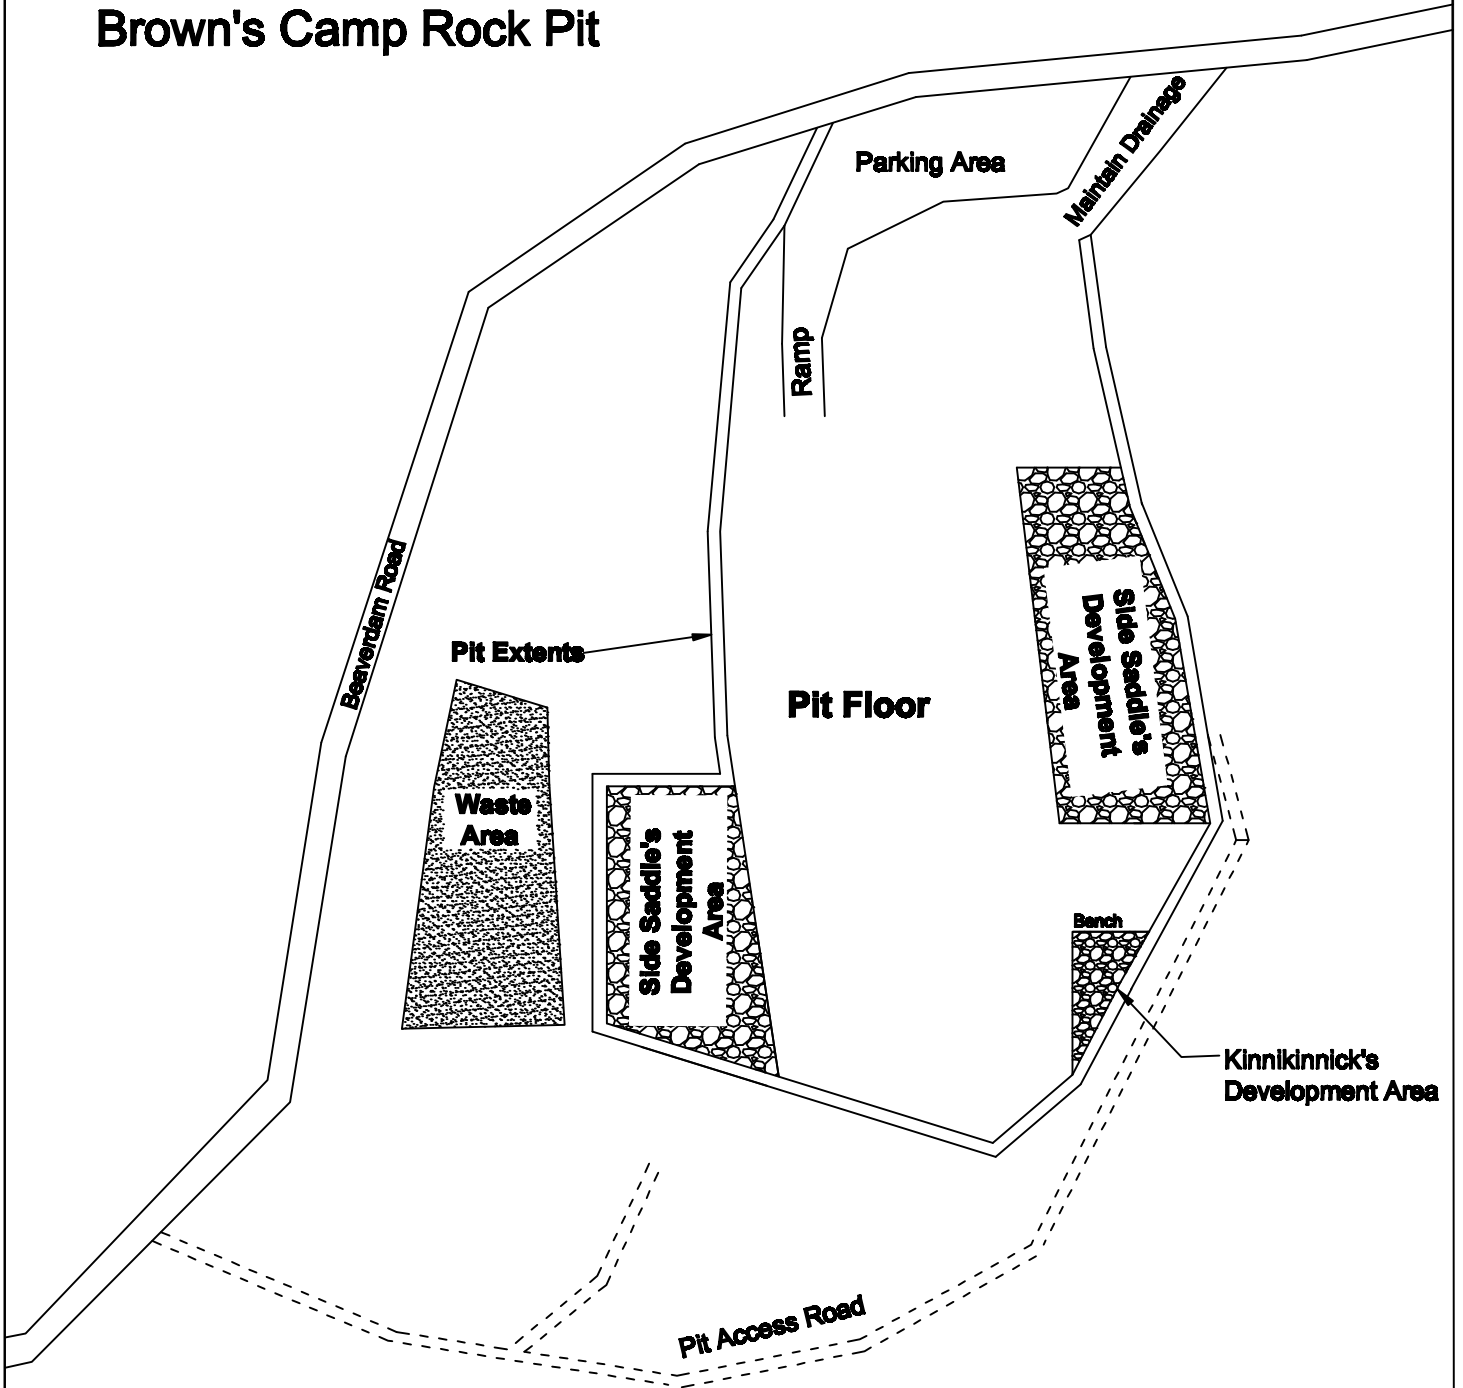 Brown's Camp Rock Pit
Parking Area
Maintain Drainage
Ramp
Beaverdam Road
Pit Extents
Pit Floor
Side Saddle's
Development
Area
Waste
Area
Side Saddle's
Development
Area
Bench
Kinnikinnick's
Development Area
Pit Access Road